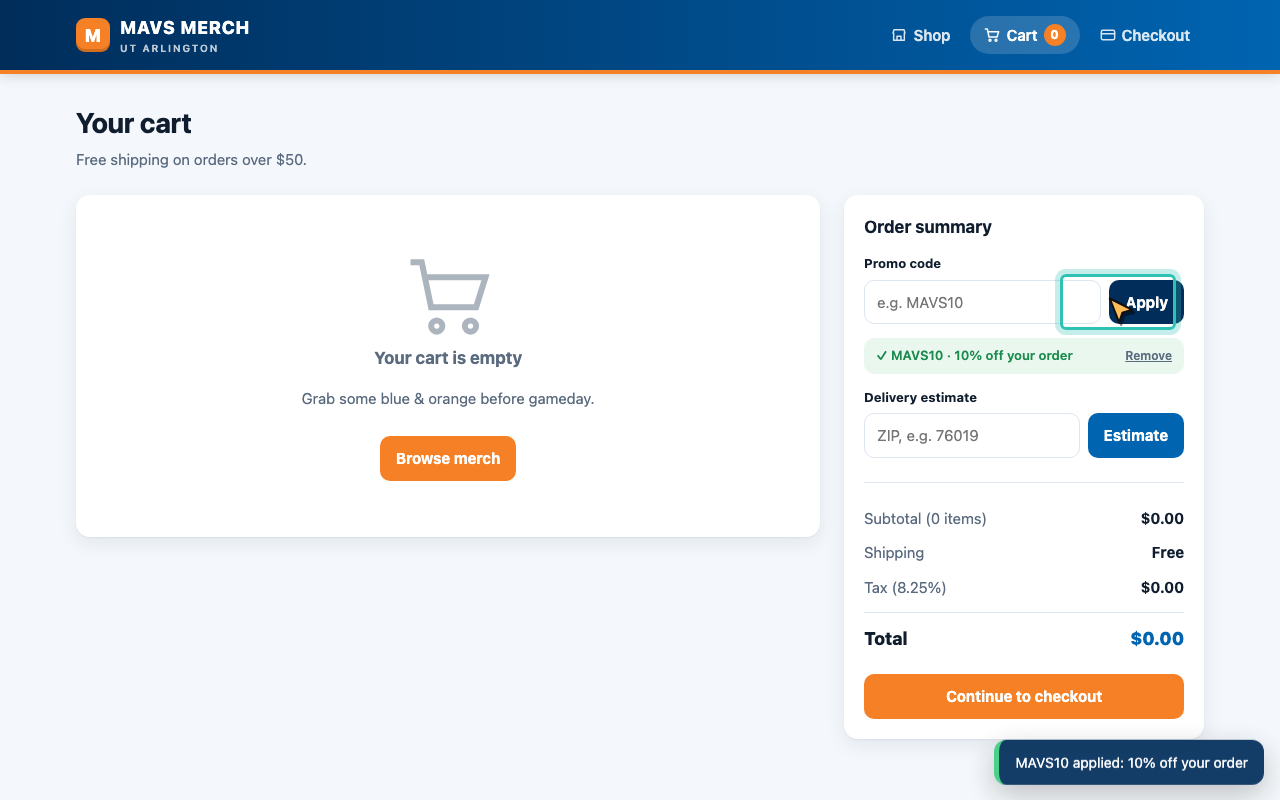 M
MAVS MERCH
UT ARLINGTON
Shop
Cart 0
Checkout
Your cart
Free shipping on orders over $50.
Your cart is empty
Grab some blue & orange before gameday.
Browse merch
Order summary
Promo code
e.g. MAVS10
Apply
✓ MAVS10 · 10% off your order
Remove
Delivery estimate
ZIP, e.g. 76019
Estimate
Subtotal (0 items) $0.00
Shipping Free
Tax (8.25%) $0.00
Total $0.00
Continue to checkout
MAVS10 applied: 10% off your order